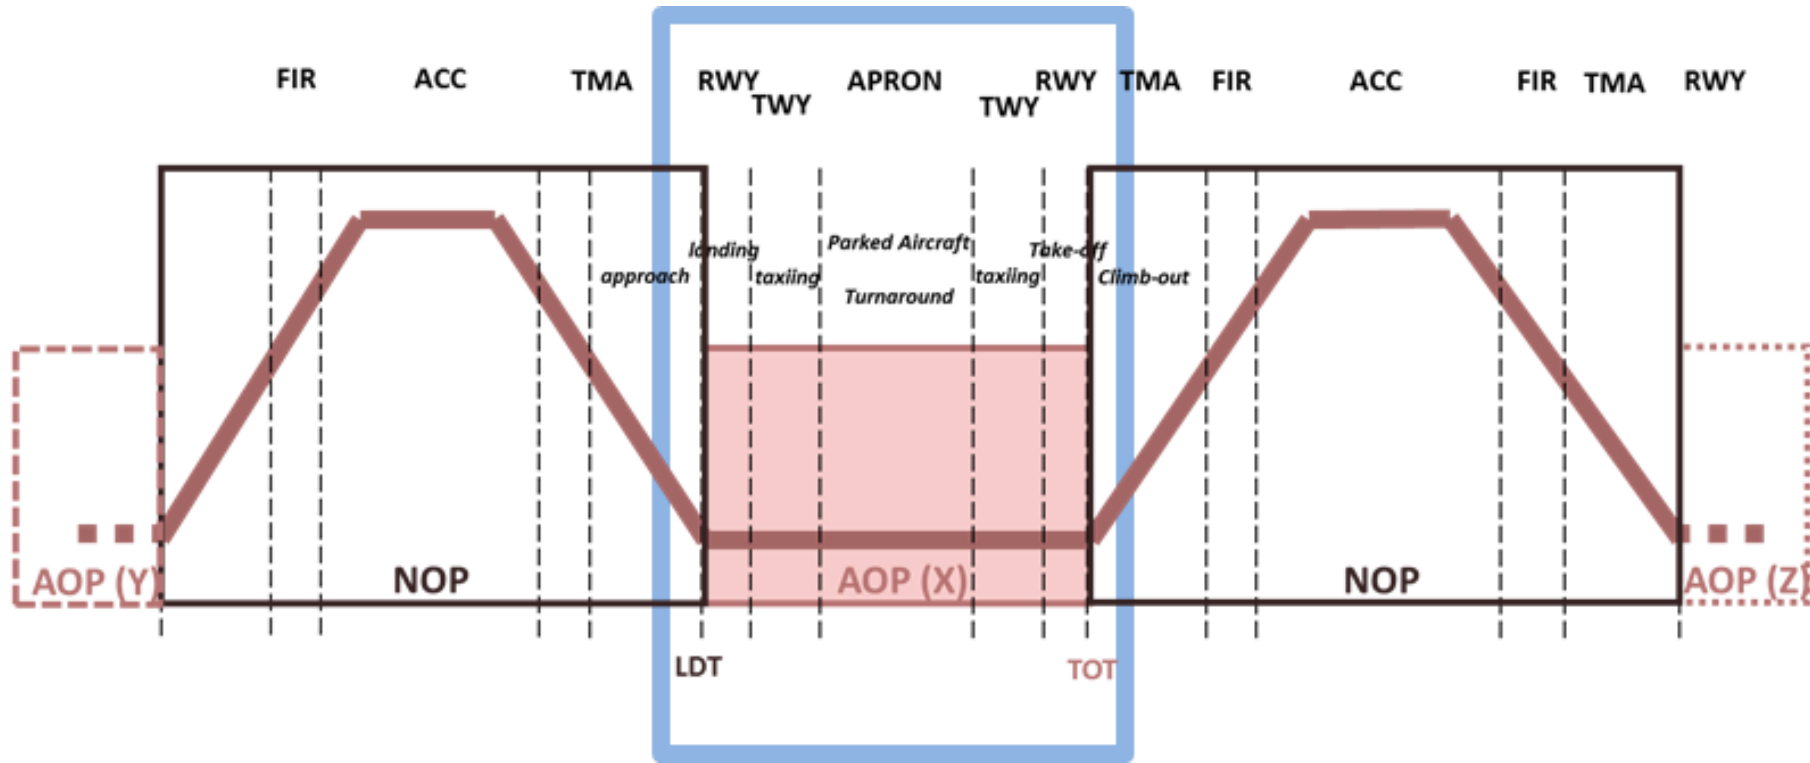 FIR ACC TMA RWY APRON RWY TMA FIR ACC FIR TMA RWY
TWY TWY
Parked Aircraft
landing Take-off
approach taxiing taxiing Climb-out
Turnaround
AOP (Y) NOP AOP (X) NOP AOP (Z)
LDT TOT